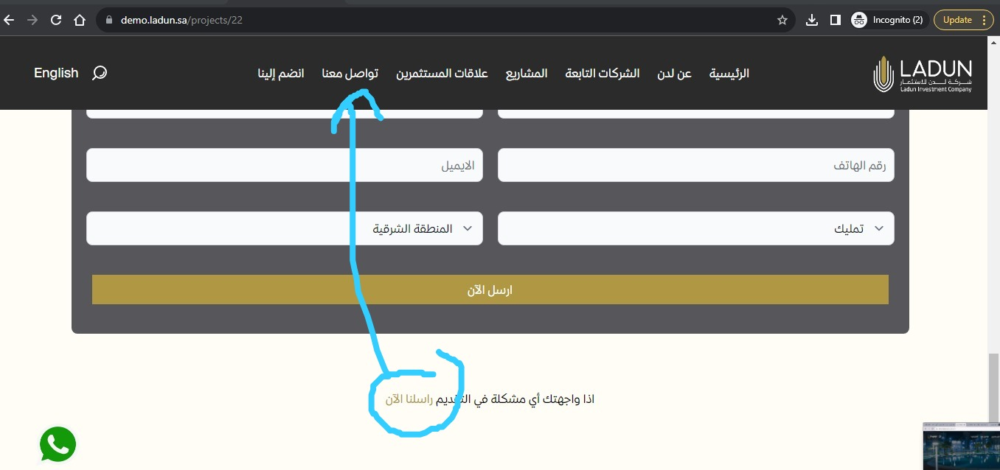 demo.ladun.sa/projects/22
Incognito (2)
Update
LADUN
شركة لدن للاستثمار
Ladun Investment Company
الرئيسية عن لدن الشركات التابعة المشاريع علاقات المستثمرين تواصل معنا انضم إلينا
English
رقم الهاتف الايميل
تمليك المنطقة الشرقية
ارسل الآن
اذا واجهتك أي مشكلة في التقديم راسلنا الآن